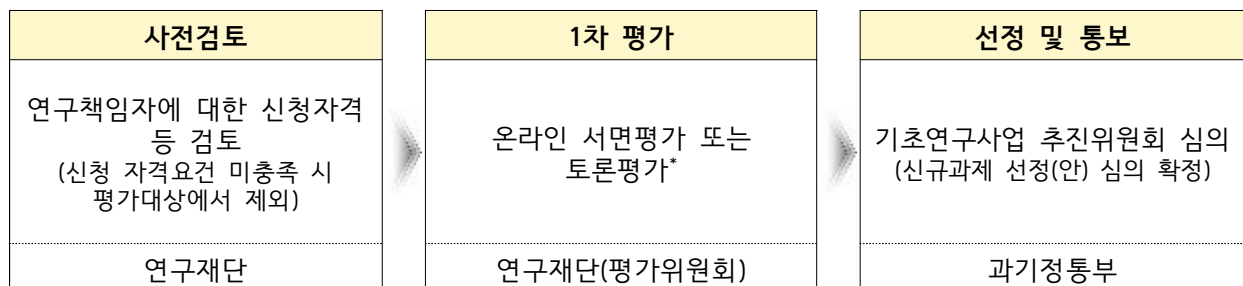 사전검토
연구책임자에 대한 신청자격
등 검토
(신청 자격요건 미충족 시
평가대상에서 제외)
연구재단
1차 평가
온라인 서면평가 또는
토론평가*
연구재단(평가위원회)
선정 및 통보
기초연구사업 추진위원회 심의
(신규과제 선정(안) 심의 확정)
과기정통부